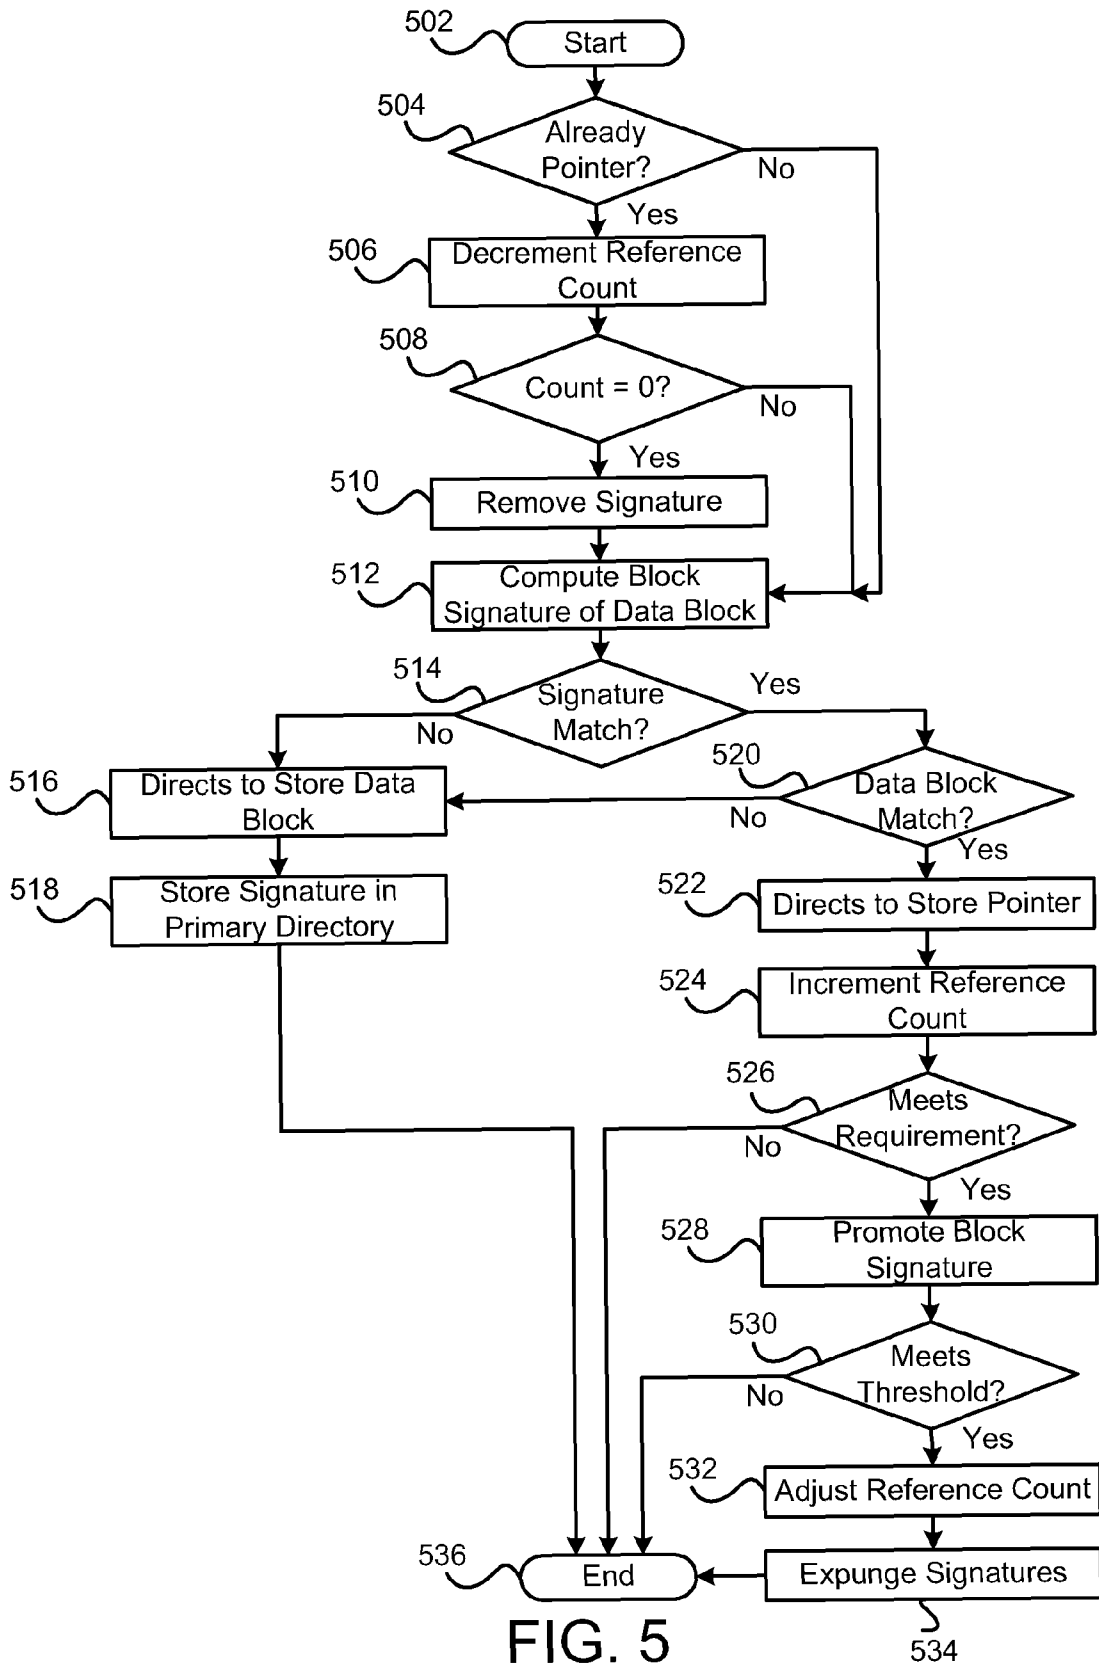 502
Start
504
Already
Pointer?
No
Yes
506
Decrement Reference
Count
508
Count = 0?
No
Yes
510
Remove Signature
512
Compute Block
Signature of Data Block
514
Signature
Match?
Yes
No
516
Directs to Store Data
Block
520
Data Block
Match?
No
Yes
518
Store Signature in
Primary Directory
522
Directs to Store Pointer
524
Increment Reference
Count
526
Meets
Requirement?
No
Yes
528
Promote Block
Signature
530
Meets
Threshold?
No
Yes
532
Adjust Reference Count
536
End
Expunge Signatures
534
FIG. 5